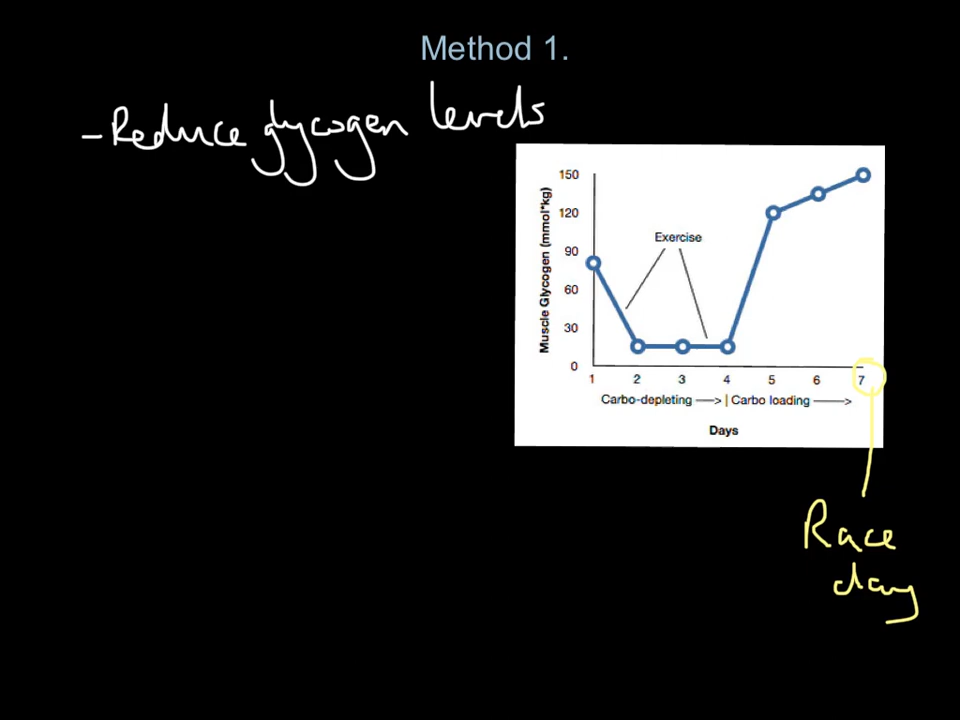 Method 1.
- Reduce glycogen levels
150
120
90
60
30
0
Muscle Glycogen (mmol*kg)
Exercise
1 2 3 4 5 6 7
Carbo-depleting —> | Carbo loading —>
Days
Race
day